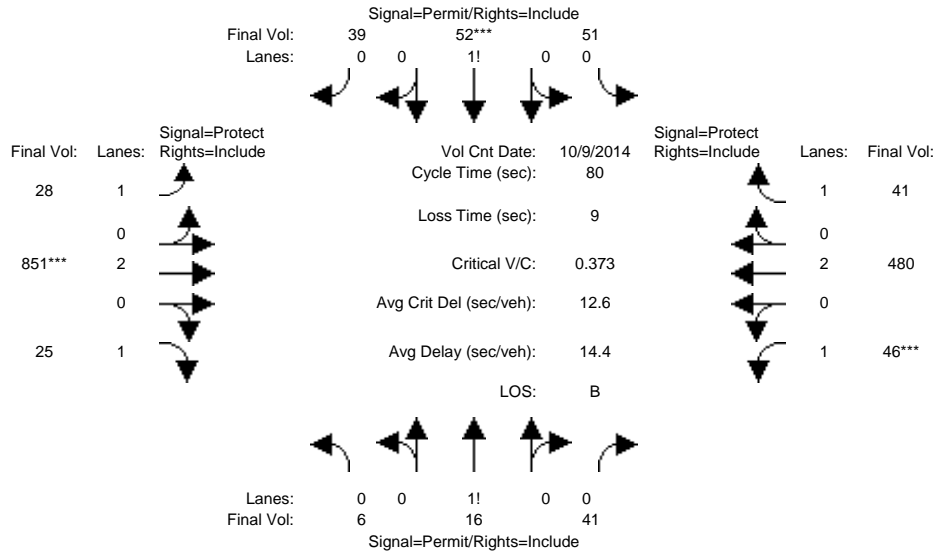 Signal=Permit/Rights=Include
Final Vol: 39 52*** 51
Lanes: 0 0 1! 0 0
Signal=Protect Signal=Protect
Final Vol: Lanes: Rights=Include Vol Cnt Date: 10/9/2014 Rights=Include Lanes: Final Vol:
Cycle Time (sec): 80
28 1 1 41
Loss Time (sec): 9
0 0
851*** 2 Critical V/C: 0.373 2 480
0 Avg Crit Del (sec/veh): 12.6 0
25 1 Avg Delay (sec/veh): 14.4 1 46***
LOS: B
Lanes: 0 0 1! 0 0
Final Vol: 6 16 41
Signal=Permit/Rights=Include